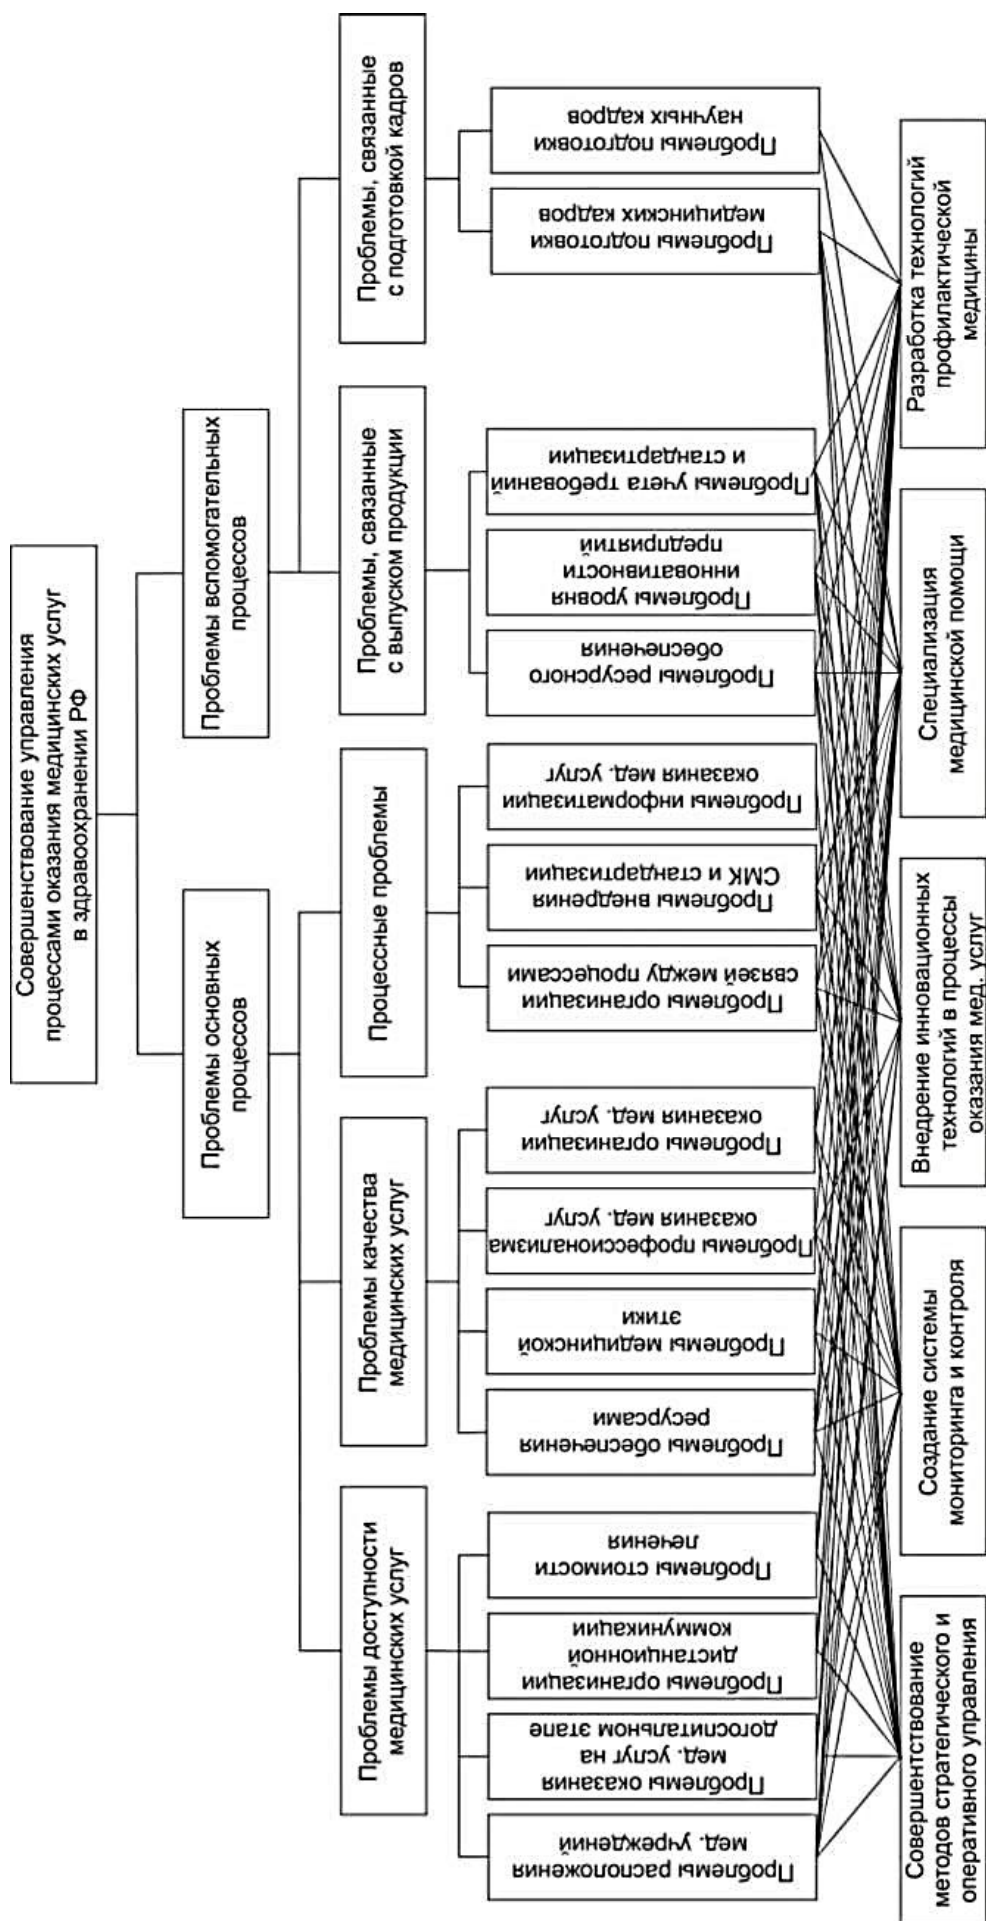 Совершенствование управления
процессами оказания медицинских услуг
в здравоохранении РФ
Проблемы основных
процессов
Проблемы вспомогательных
процессов
Проблемы доступности
медицинских услуг
Проблемы качества
медицинских услуг
Процессные проблемы
Проблемы, связанные
с выпуском продукции
Проблемы, связанные
с подготовкой кадров
Проблемы расположения
мед. учреждений
Проблемы оказания
мед. услуг на
догоспитальном этапе
Проблемы организации
дистанционной
коммуникации
Проблемы стоимости
лечения
Проблемы обеспечения
ресурсами
Проблемы медицинской
этики
Проблемы профессионализма
оказания мед. услуг
Проблемы организации
оказания мед. услуг
Проблемы организации
связей между процессами
Проблемы внедрения
СМК и стандартизации
Проблемы информатизации
оказания мед. услуг
Проблемы ресурсного
обеспечения
Проблемы уровня
инновативности
предприятий
Проблемы учета требований
и стандартизации
Проблемы подготовки
медицинских кадров
Проблемы подготовки
научных кадров
Совершентствование
методов стратегического и
оперативного управления
Создание системы
мониторинга и контроля
Внедрение инновационных
технологий в процессы
оказания мед. услуг
Специализация
медицинской помощи
Разработка технологий
профилактической
медицины